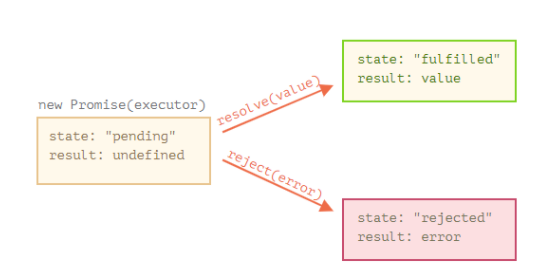 state: "fulfilled"
result: value
resolve(value)
new Promise(executor)
state: "pending"
result: undefined
reject(error)
state: "rejected"
result: error